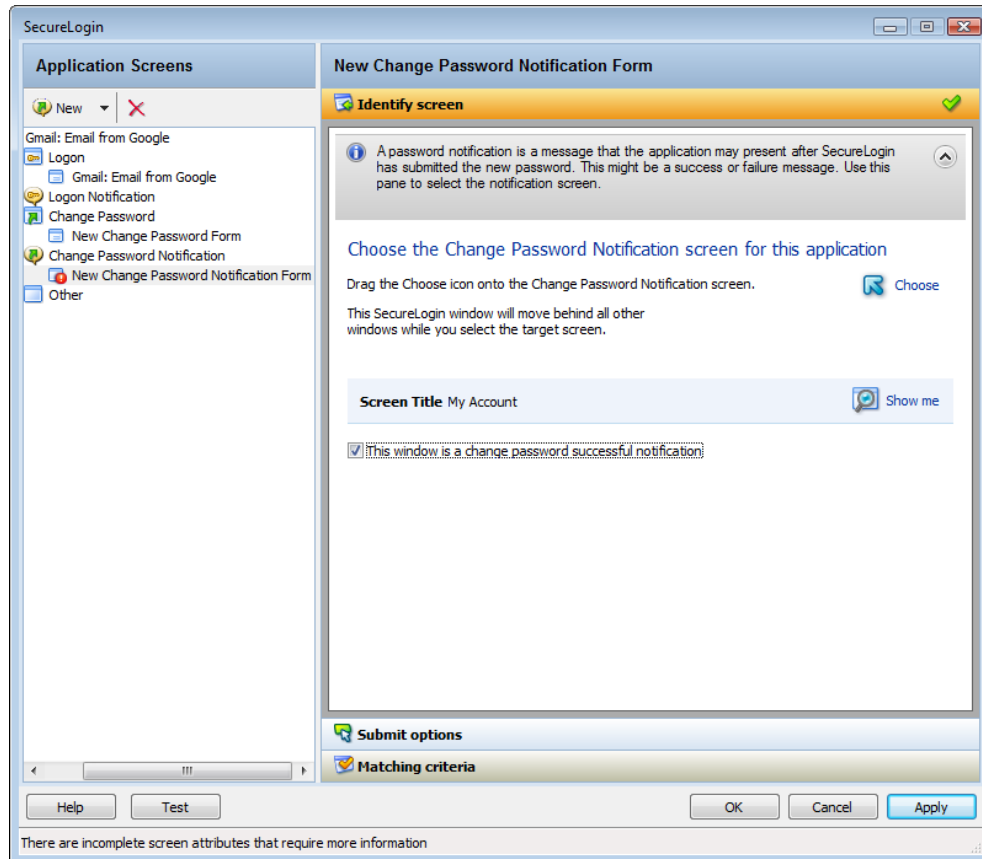 SecureLogin
Application Screens
New
Gmail: Email from Google
Logon
Gmail: Email from Google
Logon Notification
Change Password
New Change Password Form
Change Password Notification
New Change Password Notification Form
Other
New Change Password Notification Form
Identify screen
A password notification is a message that the application may present after SecureLogin
has submitted the new password. This might be a success or failure message. Use this
pane to select the notification screen.
Choose the Change Password Notification screen for this application
Drag the Choose icon onto the Change Password Notification screen.
Choose
This SecureLogin window will move behind all other
windows while you select the target screen.
Screen Title My Account
Show me
This window is a change password successful notification
Submit options
Matching criteria
Help
Test
OK
Cancel
Apply
There are incomplete screen attributes that require more information